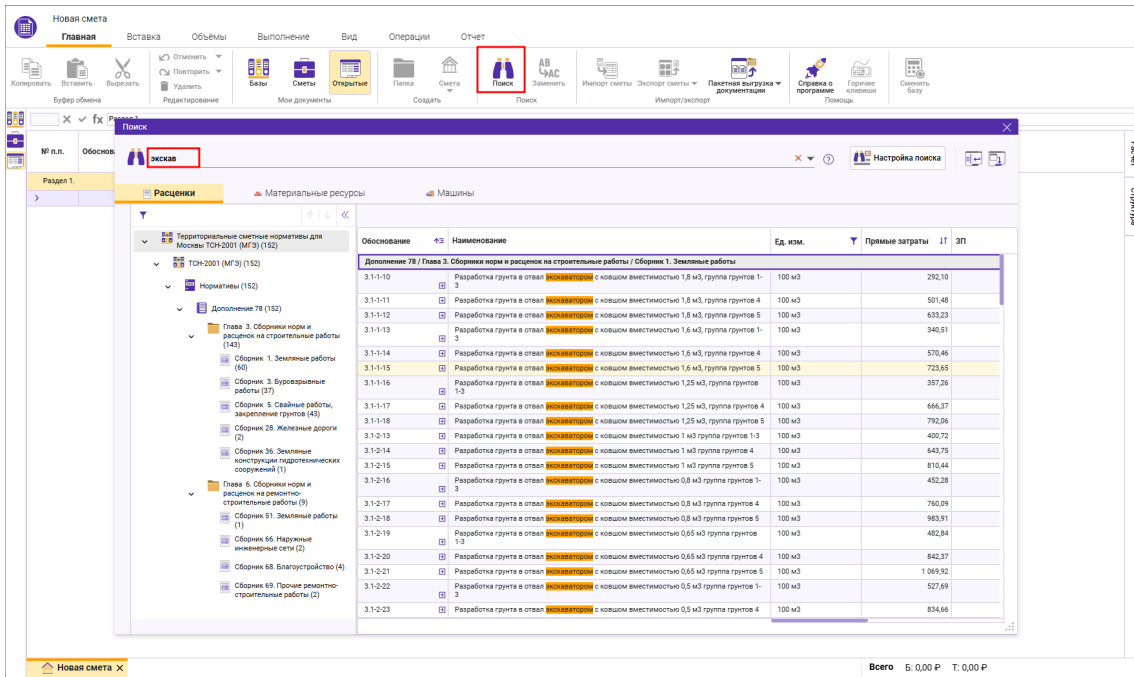 Новая смета
Главная Вставка Объёмы Выполнение Вид Операции Отчет
Копировать Вставить Вырезать
Отменить
Повторить
Удалить
Базы Сметы Открытые Папка Смета Поиск Заменить Импорт сметы Экспорт сметы Пакетная выгрузка документации Справка о программе Горячие клавиши Сменить базу
AB
AC
Буфер обмена Редактирование Мои документы Создать Поиск Импорт/экспорт Помощь
fx
Поиск
№ п.п.
Раздел 1.
экскав
Настройка поиска
Расценки Материальные ресурсы Машины
Территориальные сметные нормативы для
Москвы ТСН-2001 (МГЭ) (152)
ТСН-2001 (МГЭ) (152)
Нормативы (152)
Дополнение 78 (152)
Глава 3. Сборники норм и
расценок на строительные работы
(143)
Сборник 1. Земляные работы
(60)
Сборник 3. Буровзрывные
работы (37)
Сборник 5. Свайные работы,
закрепление грунтов (43)
Сборник 28. Железные дороги
(2)
Сборник 36. Земляные
конструкции гидротехнических
сооружений (1)
Глава 6. Сборники норм и
расценок на ремонтно-
строительные работы (9)
Сборник 51. Земляные работы
(1)
Сборник 66. Наружные
инженерные сети (2)
Сборник 68. Благоустройство (4)
Сборник 69. Прочие ремонтно-
строительные работы (2)
Обоснование Наименование Ед. изм. Прямые затраты ЗП
Дополнение 78 / Глава 3. Сборники норм и расценок на строительные работы / Сборник 1. Земляные работы
3.1-1-10 Разработка грунта в отвал экскаватором с ковшом вместимостью 1,8 м3, группа грунтов 1- 100 м3 292,10
3
3.1-1-11 Разработка грунта в отвал экскаватором с ковшом вместимостью 1,8 м3, группа грунтов 4 100 м3 501,48
3.1-1-12 Разработка грунта в отвал экскаватором с ковшом вместимостью 1,8 м3, группа грунтов 5 100 м3 633,23
3.1-1-13 Разработка грунта в отвал экскаватором с ковшом вместимостью 1,6 м3, группа грунтов 1- 100 м3 340,51
3
3.1-1-14 Разработка грунта в отвал экскаватором с ковшом вместимостью 1,6 м3, группа грунтов 4 100 м3 570,46
3.1-1-15 Разработка грунта в отвал экскаватором с ковшом вместимостью 1,6 м3, группа грунтов 5 100 м3 723,65
3.1-1-16 Разработка грунта в отвал экскаватором с ковшом вместимостью 1,25 м3, группа грунтов 100 м3 357,26
1-3
3.1-1-17 Разработка грунта в отвал экскаватором с ковшом вместимостью 1,25 м3, группа грунтов 4 100 м3 666,37
3.1-1-18 Разработка грунта в отвал экскаватором с ковшом вместимостью 1,25 м3, группа грунтов 5 100 м3 792,06
3.1-2-13 Разработка грунта в отвал экскаватором с ковшом вместимостью 1 м3 группа грунтов 1-3 100 м3 400,72
3.1-2-14 Разработка грунта в отвал экскаватором с ковшом вместимостью 1 м3 группа грунтов 4 100 м3 643,75
3.1-2-15 Разработка грунта в отвал экскаватором с ковшом вместимостью 1 м3 группа грунтов 5 100 м3 810,44
3.1-2-16 Разработка грунта в отвал экскаватором с ковшом вместимостью 0,8 м3 группа грунтов 1- 100 м3 452,28
3
3.1-2-17 Разработка грунта в отвал экскаватором с ковшом вместимостью 0,8 м3 группа грунтов 4 100 м3 760,09
3.1-2-18 Разработка грунта в отвал экскаватором с ковшом вместимостью 0,8 м3 группа грунтов 5 100 м3 983,91
3.1-2-19 Разработка грунта в отвал экскаватором с ковшом вместимостью 0,65 м3 группа грунтов 100 м3 482,84
1-3
3.1-2-20 Разработка грунта в отвал экскаватором с ковшом вместимостью 0,65 м3 группа грунтов 4 100 м3 842,37
3.1-2-21 Разработка грунта в отвал экскаватором с ковшом вместимостью 0,65 м3 группа грунтов 5 100 м3 1 069,92
3.1-2-22 Разработка грунта в отвал экскаватором с ковшом вместимостью 0,5 м3 группа грунтов 1- 100 м3 527,69
3
3.1-2-23 Разработка грунта в отвал экскаватором с ковшом вместимостью 0,5 м3 группа грунтов 4 100 м3 834,66
Новая смета
Всего Б: 0,00 ₽ Т: 0,00 ₽